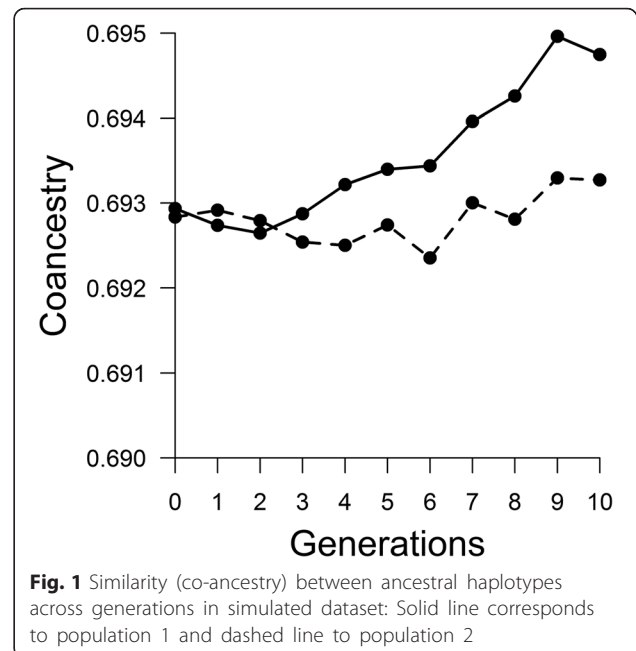 0.695
0.694
0.693
0.692
0.691
0.690
Coancestry
0 1 2 3 4 5 6 7 8 9 10
Generations
Fig. 1 Similarity (co-ancestry) between ancestral haplotypes
across generations in simulated dataset: Solid line corresponds
to population 1 and dashed line to population 2